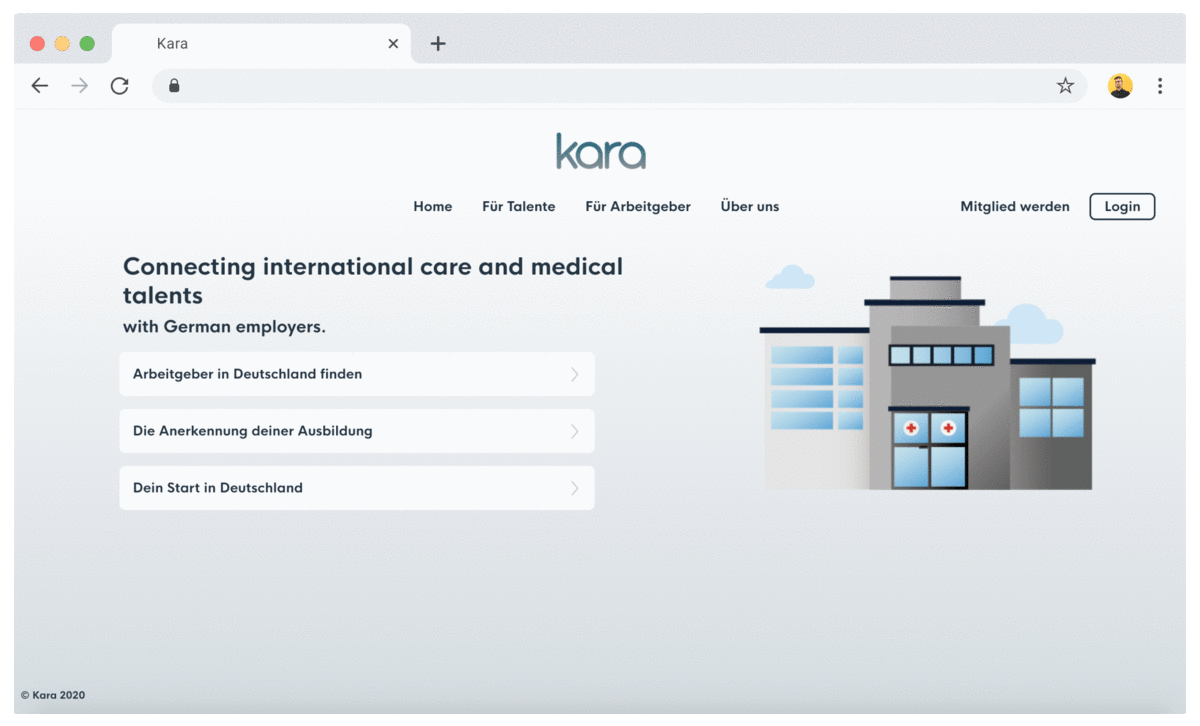 Kara
kara
Home Für Talente Für Arbeitgeber Über uns Mitglied werden Login
Connecting international care and medical
talents
with German employers.
Arbeitgeber in Deutschland finden
Die Anerkennung deiner Ausbildung
Dein Start in Deutschland
© Kara 2020